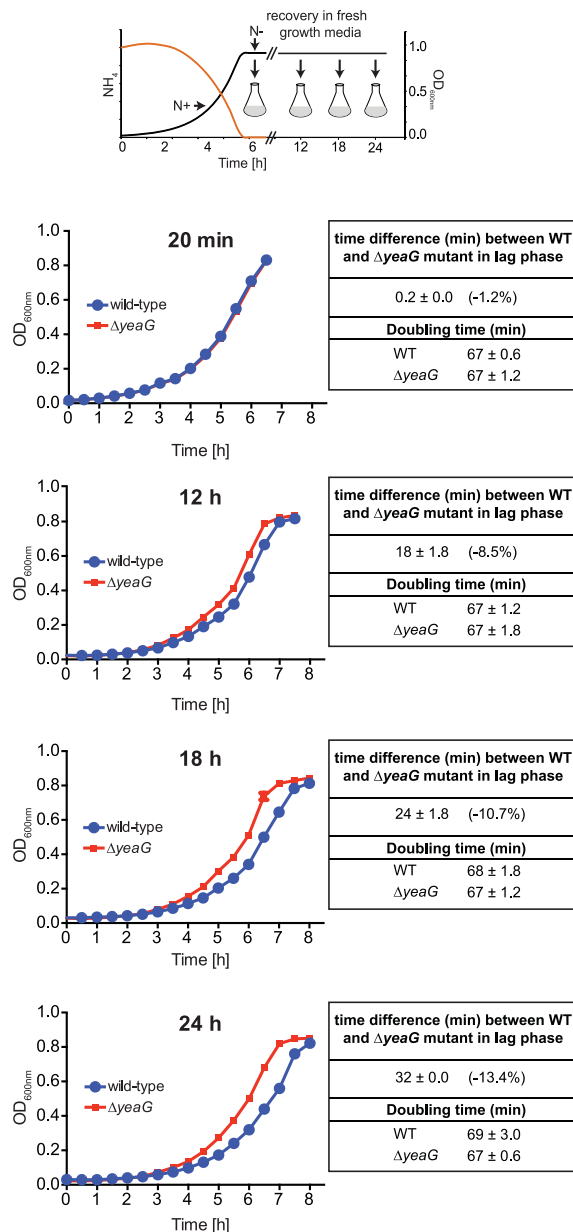 N-
recovery in fresh
growth media
NH4
N+
OD600nm
1.0
0.5
0.0
0 2 4 6 12 18 24
Time [h]
20 min
OD600nm
1.0
0.8
0.6
0.4
0.2
0.0
wild-type
ΔyeaG
0 1 2 3 4 5 6 7 8
Time [h]
time difference (min) between WT
and ΔyeaG mutant in lag phase
0.2 ± 0.0 (-1.2%)
Doubling time (min)
WT 67 ± 0.6
ΔyeaG 67 ± 1.2
12 h
OD600nm
1.0
0.8
0.6
0.4
0.2
0.0
wild-type
ΔyeaG
0 1 2 3 4 5 6 7 8
Time [h]
time difference (min) between WT
and ΔyeaG mutant in lag phase
18 ± 1.8 (-8.5%)
Doubling time (min)
WT 67 ± 1.2
ΔyeaG 67 ± 1.8
18 h
OD600nm
1.0
0.8
0.6
0.4
0.2
0.0
wild-type
ΔyeaG
0 1 2 3 4 5 6 7 8
Time [h]
time difference (min) between WT
and ΔyeaG mutant in lag phase
24 ± 1.8 (-10.7%)
Doubling time (min)
WT 68 ± 1.8
ΔyeaG 67 ± 1.2
24 h
OD600nm
1.0
0.8
0.6
0.4
0.2
0.0
wild-type
ΔyeaG
0 1 2 3 4 5 6 7 8
Time [h]
time difference (min) between WT
and ΔyeaG mutant in lag phase
32 ± 0.0 (-13.4%)
Doubling time (min)
WT 69 ± 3.0
ΔyeaG 67 ± 0.6